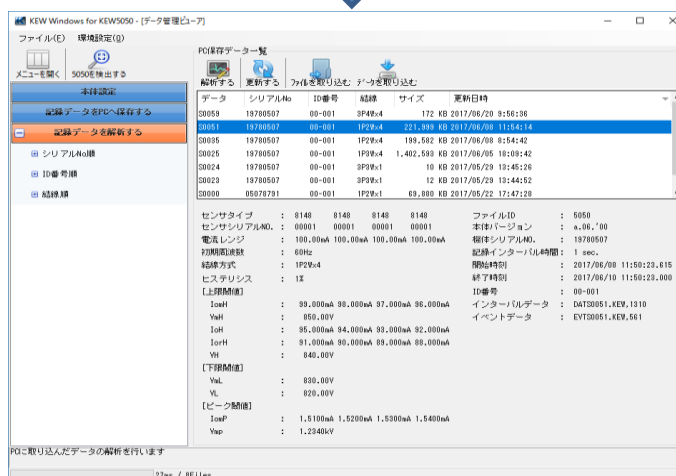 KEW Windows for KEW5050 - [データ管理ビューア]
ファイル(F) 環境設定(O)
メニューを開く 5050を検出する
本体設定
記録データをPCへ保存する
記録データを解析する
シリアルNo順
ID番号順
結線順
PC保存データ一覧
解析する 更新する ファイルを取り込む データを取り込む
データ シリアルNo ID番号 結線 サイズ 更新日時
S0059 19780507 00-001 3P4W×4 172 KB 2017/06/20 9:56:36
S0051 19780507 00-001 1P2W×4 221,999 KB 2017/06/08 11:54:14
S0035 19780507 00-001 1P2W×4 199,582 KB 2017/06/08 8:54:42
S0025 19780507 00-001 1P2W×4 1,402,593 KB 2017/06/05 18:09:42
S0024 19780507 00-001 3P3W×1 10 KB 2017/05/29 13:45:26
S0023 19780507 00-001 3P3W×1 12 KB 2017/05/29 13:44:52
S0000 05078791 00-001 1P2W×1 69,880 KB 2017/05/22 17:47:28
センサタイプ : 8148 8148 8148 8148
センサシリアルNO. : 00001 00001 00001 00001
電流レンジ : 100.00mA 100.00mA 100.00mA 100.00mA
初期周波数 : 60Hz
結線方式 : 1P2W×4
ヒステリシス : 1%
[上限閾値]
IomH : 99.000mA 98.000mA 97.000mA 96.000mA
VmH : 850.00V
IoH : 95.000mA 94.000mA 93.000mA 92.000mA
IorH : 91.000mA 90.000mA 89.000mA 88.000mA
VH : 840.00V
[下限閾値]
VmL : 830.00V
VL : 820.00V
[ピーク閾値]
IomP : 1.5100mA 1.5200mA 1.5300mA 1.5400mA
Vmp : 1.2340kV
ファイルID : 5050
本体バージョン : a.06.'00
機体シリアルNO. : 19780507
記録インターバル時間 : 1 sec.
開始時刻 : 2017/06/08 11:50:23.615
終了時刻 : 2017/06/10 11:50:23.000
ID番号 : 00-001
インターバルデータ : DATS0051.KEW,1310
イベントデータ : EVTS0051.KEW,561
PCに取り込んだデータの解析を行います
27ms / 8Files